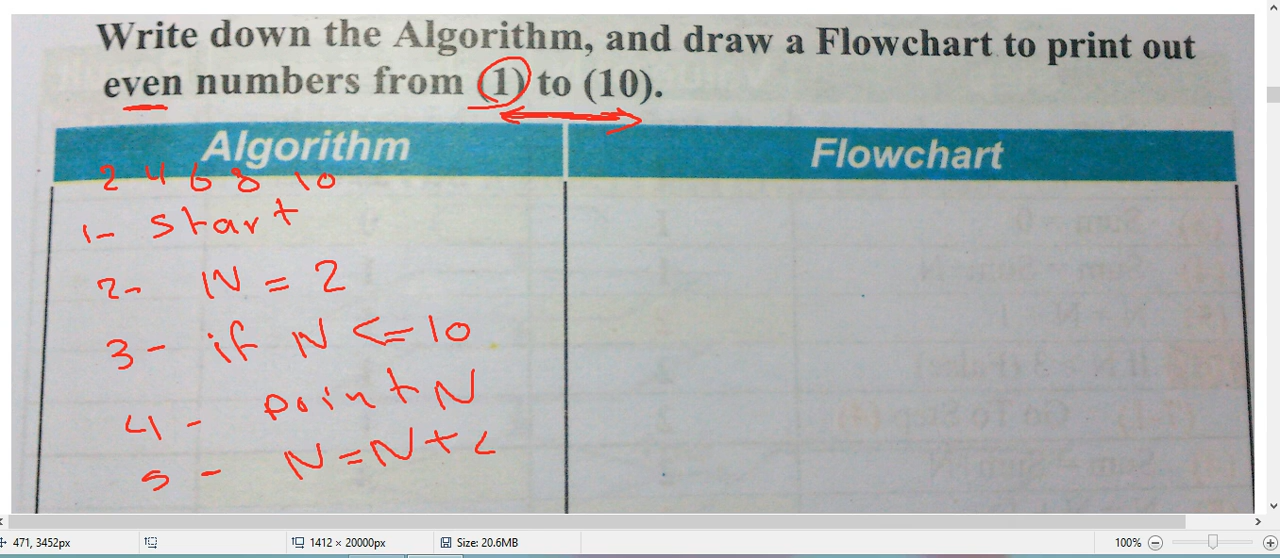 Write down the Algorithm, and draw a Flowchart to print out
even numbers from (1) to (10).
Algorithm
Flowchart
2 4 6 8 10
1- Start
2- N = 2
3- if N <= 10
4- point N
5- N = N + 2
471, 3452px
1412 × 20000px
Size: 20.6MB
100%